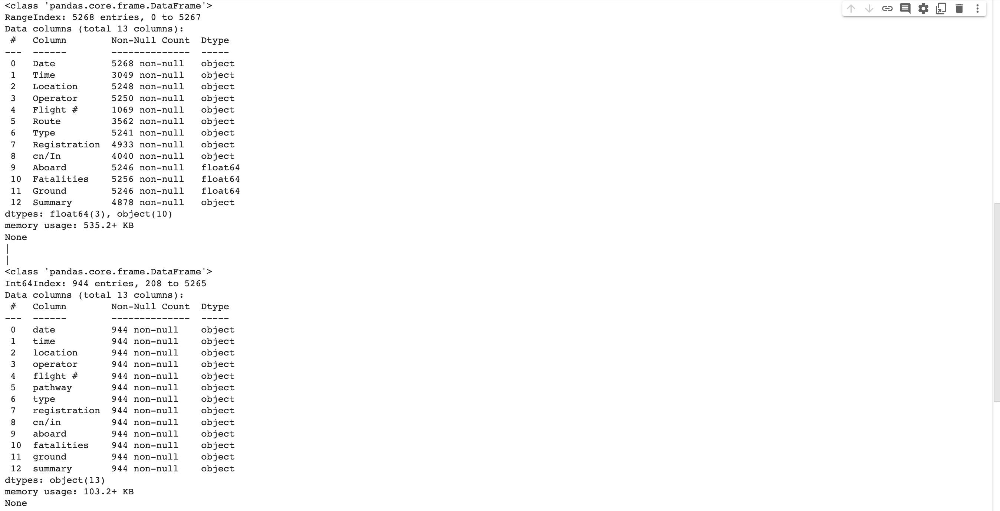 <class 'pandas.core.frame.DataFrame'>
RangeIndex: 5268 entries, 0 to 5267
Data columns (total 13 columns):
 #   Column        Non-Null Count  Dtype
---  ------        --------------  -----
 0   Date          5268 non-null   object
 1   Time          3049 non-null   object
 2   Location      5248 non-null   object
 3   Operator      5250 non-null   object
 4   Flight #      1069 non-null   object
 5   Route         3562 non-null   object
 6   Type          5241 non-null   object
 7   Registration  4933 non-null   object
 8   cn/In         4040 non-null   object
 9   Aboard        5246 non-null   float64
 10  Fatalities    5256 non-null   float64
 11  Ground        5246 non-null   float64
 12  Summary       4878 non-null   object
dtypes: float64(3), object(10)
memory usage: 535.2+ KB
None
|
|
<class 'pandas.core.frame.DataFrame'>
Int64Index: 944 entries, 208 to 5265
Data columns (total 13 columns):
 #   Column        Non-Null Count  Dtype
---  ------        --------------  -----
 0   date          944 non-null    object
 1   time          944 non-null    object
 2   location      944 non-null    object
 3   operator      944 non-null    object
 4   flight #      944 non-null    object
 5   pathway       944 non-null    object
 6   type          944 non-null    object
 7   registration  944 non-null    object
 8   cn/in         944 non-null    object
 9   aboard        944 non-null    object
 10  fatalities    944 non-null    object
 11  ground        944 non-null    object
 12  summary       944 non-null    object
dtypes: object(13)
memory usage: 103.2+ KB
None